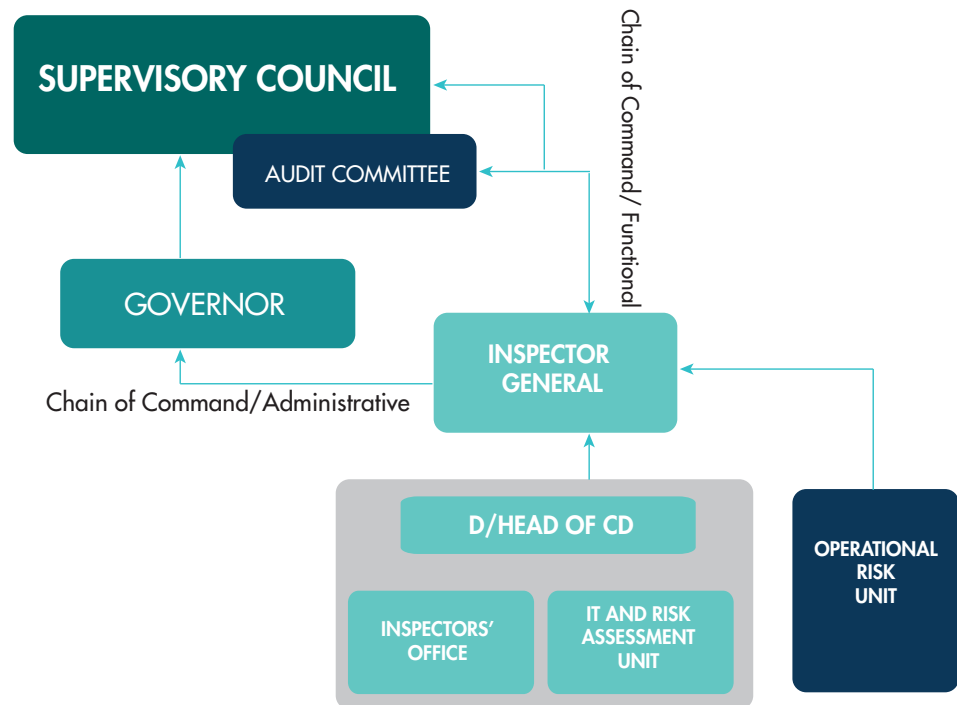 SUPERVISORY COUNCIL
AUDIT COMMITTEE
Chain of Command/ Functional
GOVERNOR
INSPECTOR
GENERAL
Chain of Command/Administrative
D/HEAD OF CD
INSPECTORS'
OFFICE
IT AND RISK
ASSESSMENT
UNIT
OPERATIONAL
RISK
UNIT